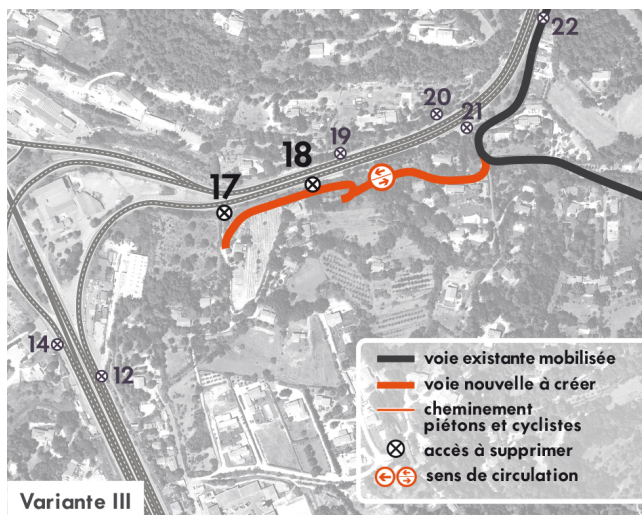 22
20
21
19
18
17
14
12
voie existante mobilisée
voie nouvelle à créer
cheminement
piétons et cyclistes
accès à supprimer
sens de circulation
Variante III